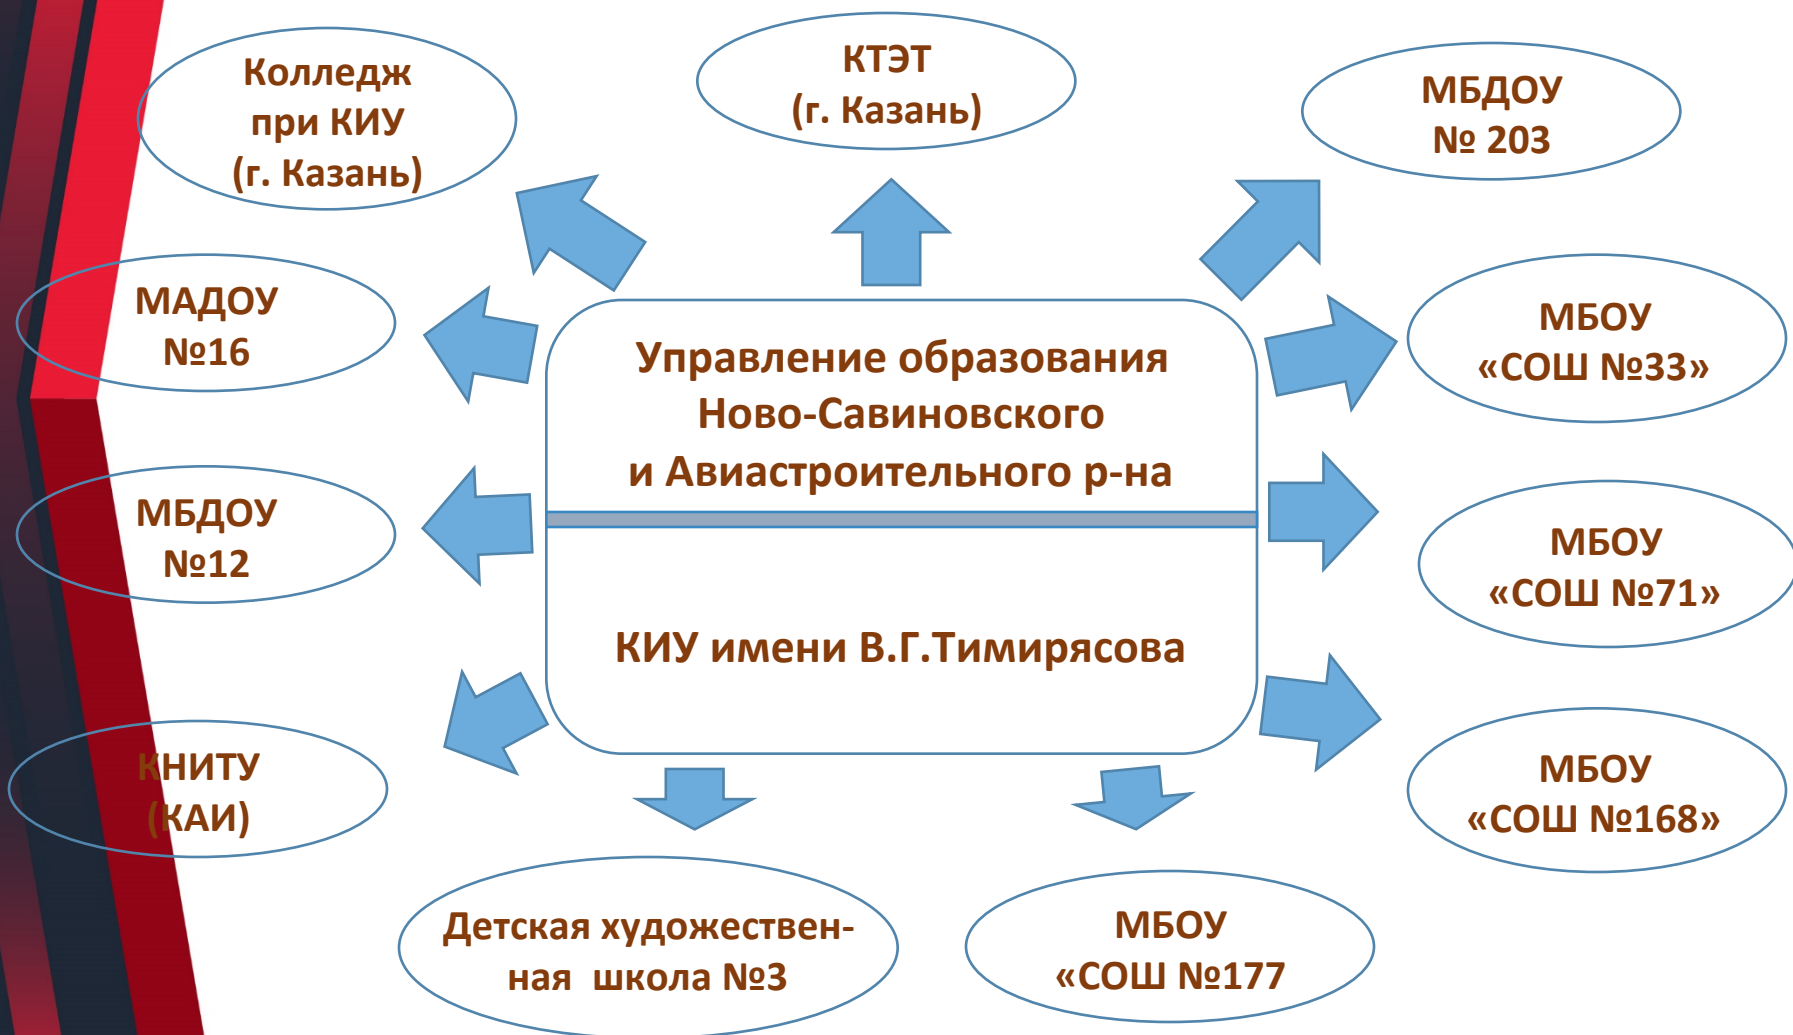 Колледж
при КИУ
(г. Казань)
КТЭТ
(г. Казань)
МБДОУ
№ 203
МАДОУ
№16
МБОУ
«СОШ №33»
Управление образования
Ново-Савиновского
и Авиастроительного р-на
МБДОУ
№12
МБОУ
«СОШ №71»
КИУ имени В.Г.Тимирясова
КНИТУ
(КАИ)
МБОУ
«СОШ №168»
Детская художествен-
ная школа №3
МБОУ
«СОШ №177